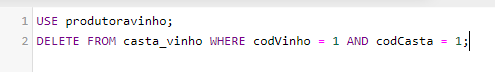 1 USE produtoravinho;
2 DELETE FROM casta_vinho WHERE codVinho = 1 AND codCasta = 1;